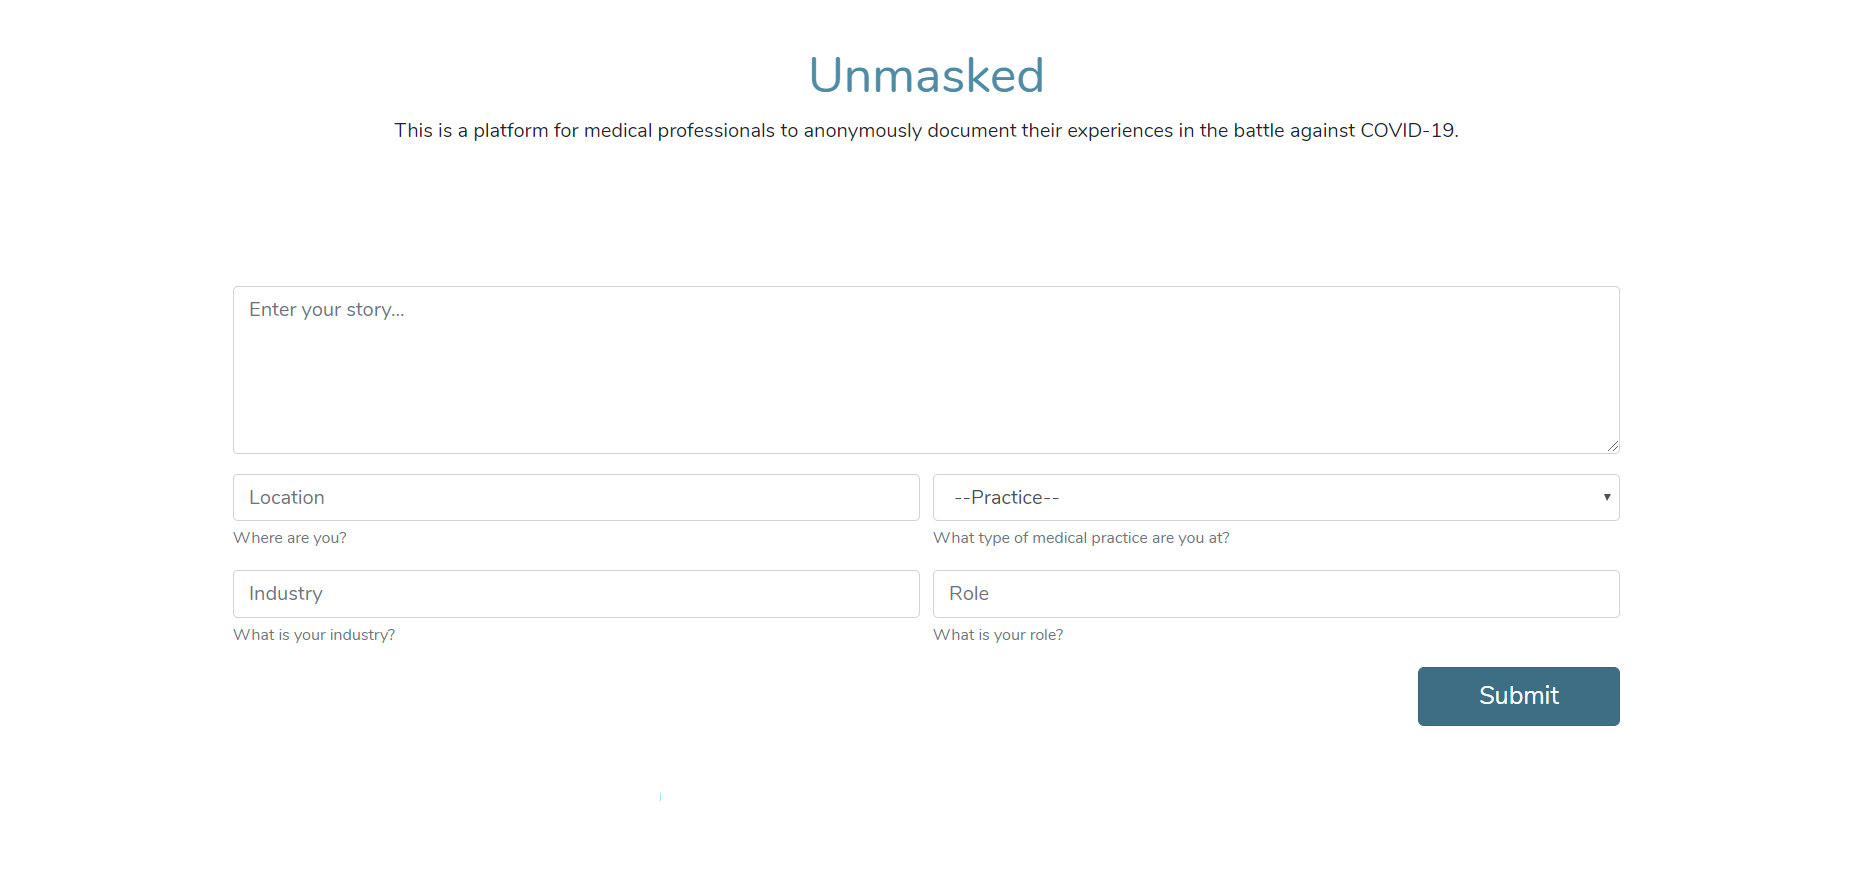 Unmasked
This is a platform for medical professionals to anonymously document their experiences in the battle against COVID-19.
Enter your story...
Location
--Practice--
Where are you?
What type of medical practice are you at?
Industry
Role
What is your industry?
What is your role?
Submit